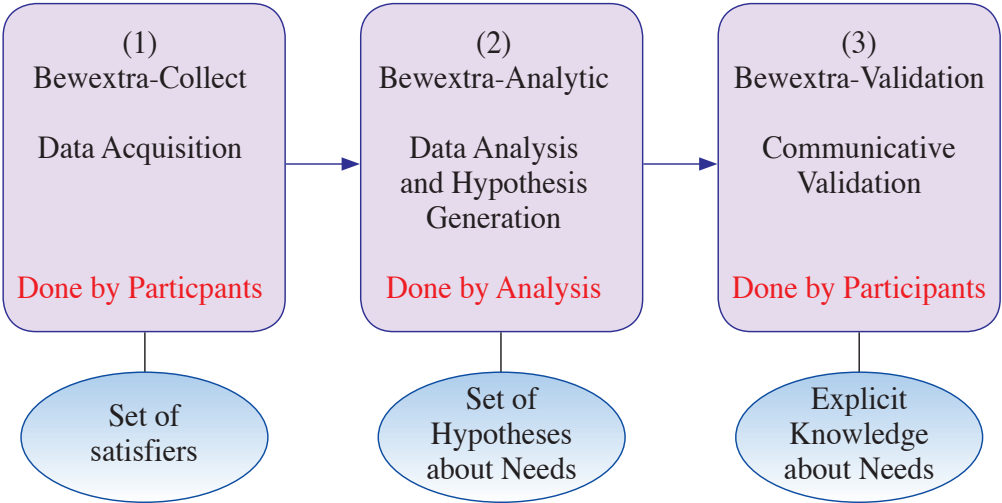 (1)
Bewextra-Collect
Data Acquisition
Done by Particpants
Set of
satisfiers
(2)
Bewextra-Analytic
Data Analysis
and Hypothesis
Generation
Done by Analysis
Set of
Hypotheses
about Needs
(3)
Bewextra-Validation
Communicative
Validation
Done by Participants
Explicit
Knowledge
about Needs